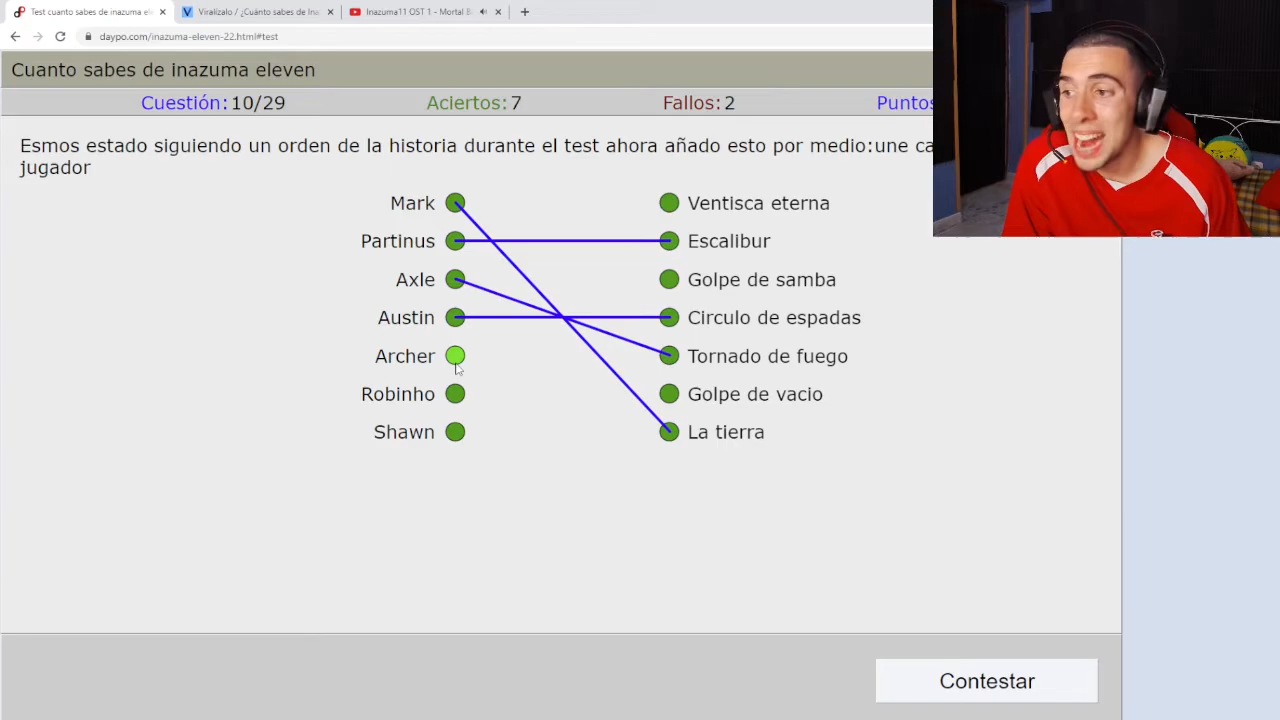 Test cuanto sabes de inazuma ele
Viralízalo / ¿Cuánto sabes de Ina
Inazuma11 OST 1 - Mortal B
daypo.com/inazuma-eleven-22.html#test
Cuanto sabes de inazuma eleven
Cuestión: 10/29 Aciertos: 7 Fallos: 2 Puntos
Esmos estado siguiendo un orden de la historia durante el test ahora añado esto por medio:une ca
jugador
Mark Ventisca eterna
Partinus Escalibur
Axle Golpe de samba
Austin Circulo de espadas
Archer Tornado de fuego
Robinho Golpe de vacio
Shawn La tierra
Contestar